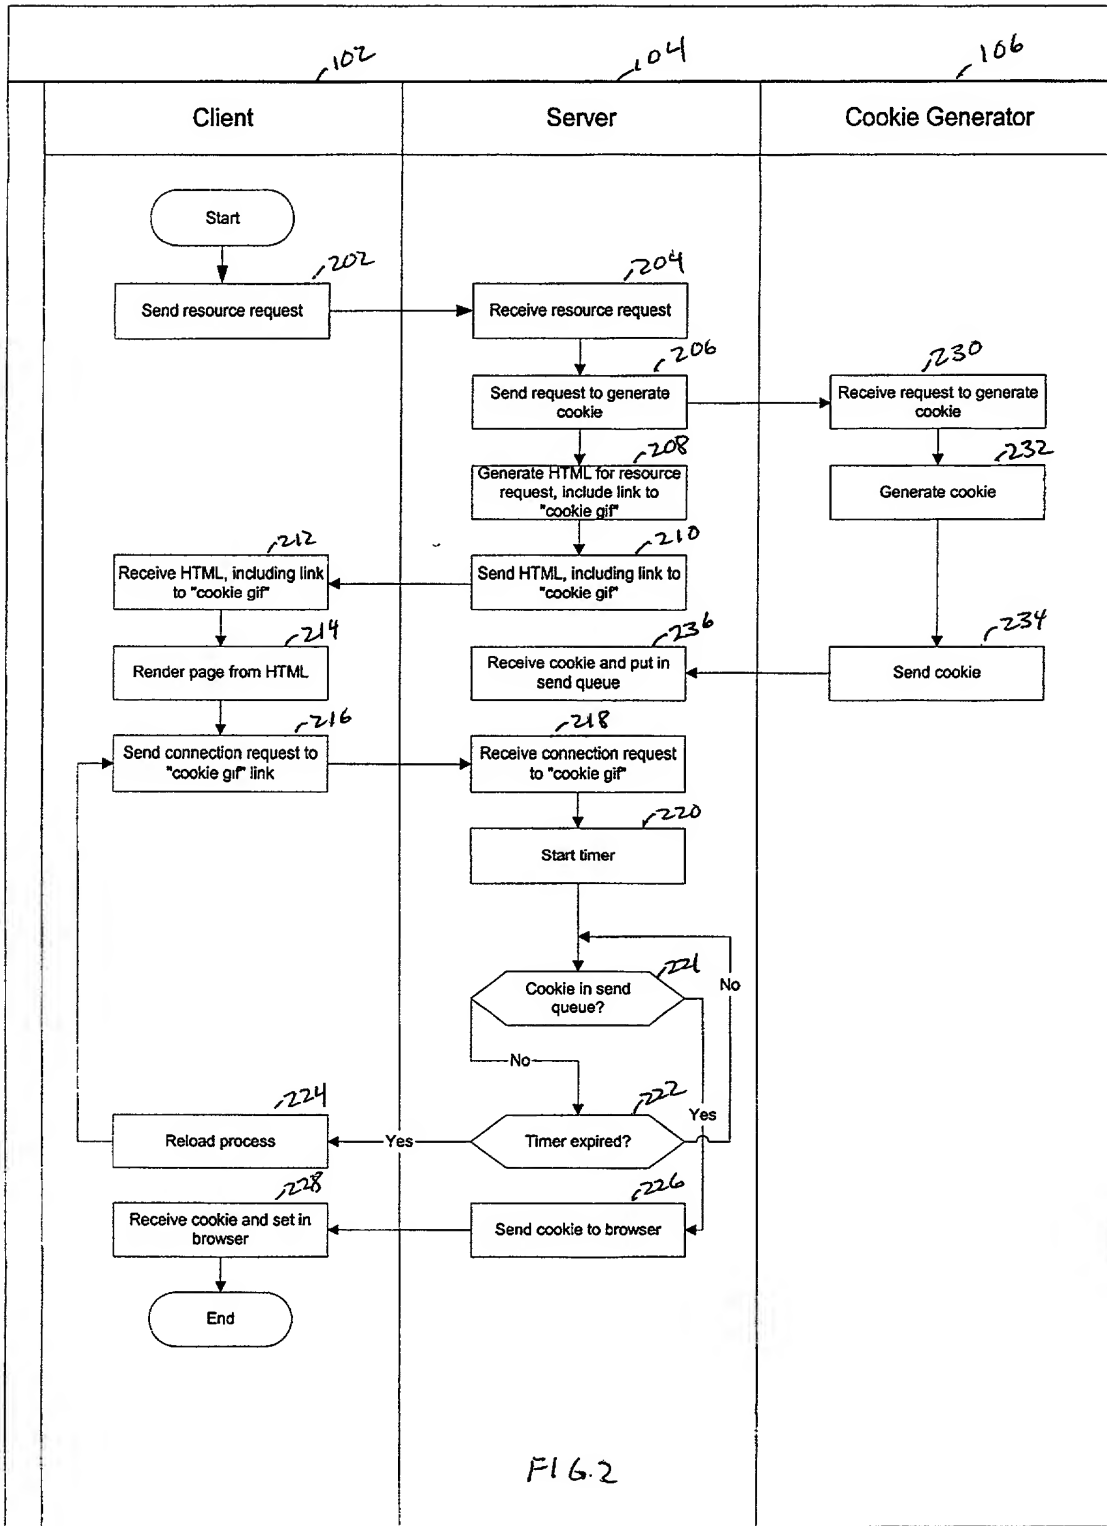 102
104
106
Client
Server
Cookie Generator
Start
202
204
Send resource request
Receive resource request
206
230
Send request to generate
cookie
Receive request to generate
cookie
208
232
Generate HTML for resource
request, include link to
"cookie gif"
Generate cookie
212
210
Receive HTML, including link
to "cookie gif"
Send HTML, including link to
"cookie gif"
214
236
234
Render page from HTML
Receive cookie and put in
send queue
Send cookie
216
218
Send connection request to
"cookie gif" link
Receive connection request
to "cookie gif"
220
Start timer
221
Cookie in send
queue?
No
No
224
222
Yes
Reload process
Yes
Timer expired?
228
226
Receive cookie and set in
browser
Send cookie to browser
End
FIG.2